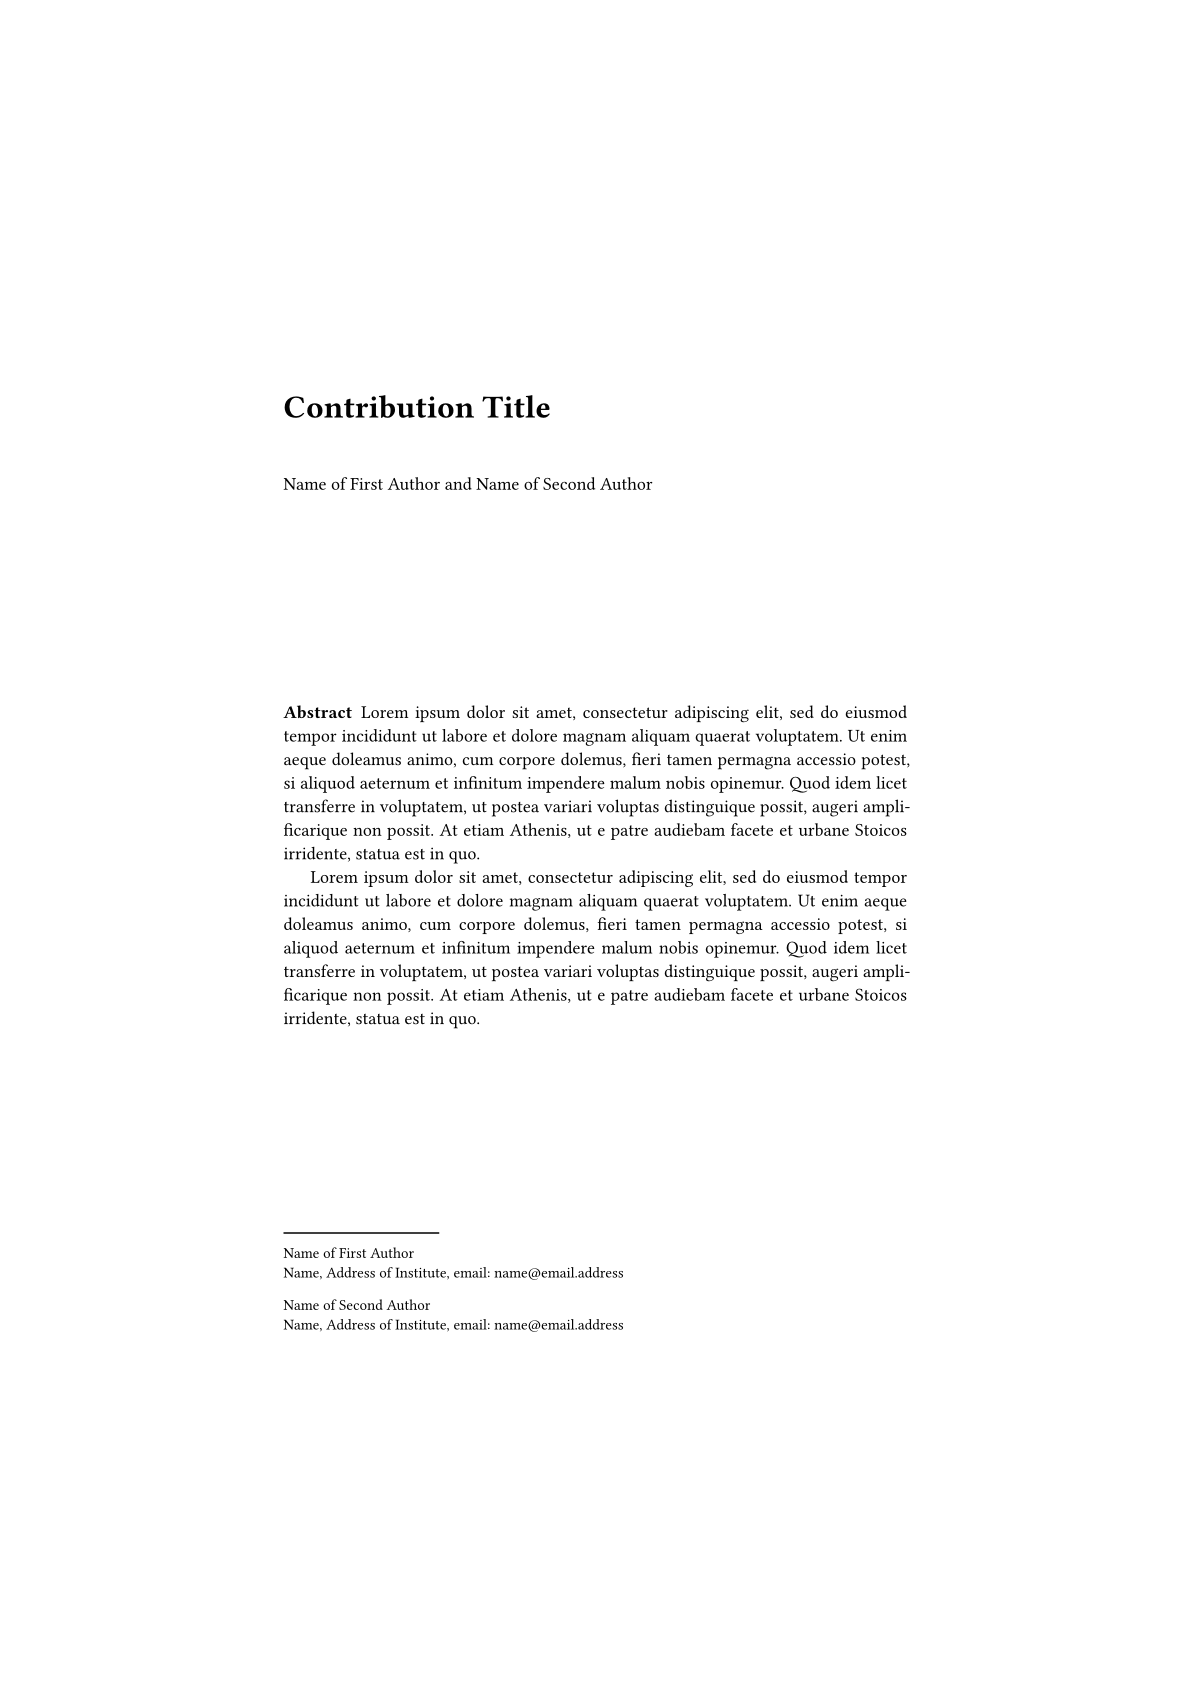 Contribution Title
Name of First Author and Name of Second Author
Abstract Lorem ipsum dolor sit amet, consectetur adipiscing elit, sed do eiusmod
tempor incididunt ut labore et dolore magnam aliquam quaerat voluptatem. Ut enim
aeque doleamus animo, cum corpore dolemus, fieri tamen permagna accessio potest,
si aliquod aeternum et infinitum impendere malum nobis opinemur. Quod idem licet
transferre in voluptatem, ut postea variari voluptas distinguique possit, augeri ampli-
ficarique non possit. At etiam Athenis, ut e patre audiebam facete et urbane Stoicos
irridente, statua est in quo.
Lorem ipsum dolor sit amet, consectetur adipiscing elit, sed do eiusmod tempor
incididunt ut labore et dolore magnam aliquam quaerat voluptatem. Ut enim aeque
doleamus animo, cum corpore dolemus, fieri tamen permagna accessio potest, si
aliquod aeternum et infinitum impendere malum nobis opinemur. Quod idem licet
transferre in voluptatem, ut postea variari voluptas distinguique possit, augeri ampli-
ficarique non possit. At etiam Athenis, ut e patre audiebam facete et urbane Stoicos
irridente, statua est in quo.
Name of First Author
Name, Address of Institute, email: name@email.address
Name of Second Author
Name, Address of Institute, email: name@email.address